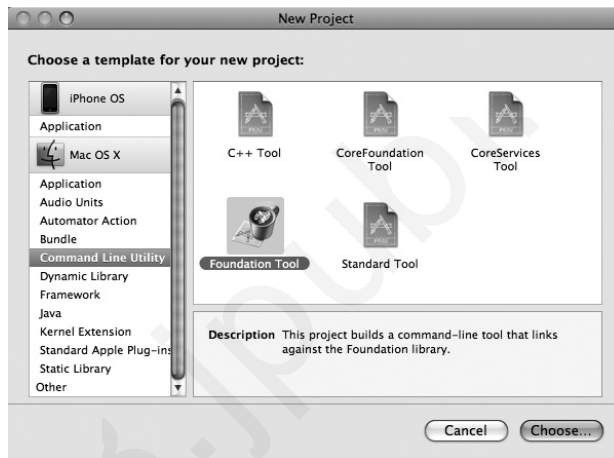 New Project
Choose a template for your new project:
iPhone OS
Application
Mac OS X
Application
Audio Units
Automator Action
Bundle
Command Line Utility
Dynamic Library
Framework
Java
Kernel Extension
Standard Apple Plug-ins
Static Library
Other
C++ Tool
CoreFoundation
Tool
CoreServices
Tool
Foundation Tool
Standard Tool
Description This project builds a command-line tool that links
against the Foundation library.
Cancel
Choose...